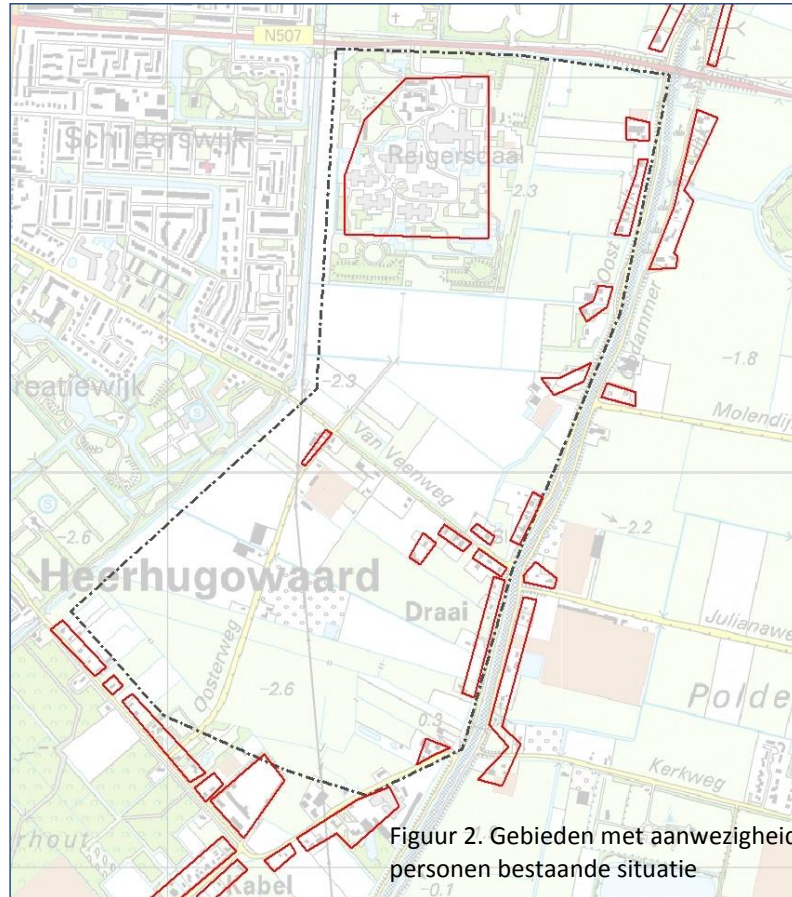 N507
Schilderswijk
Reigersdaal
-2.3
Oost
-1.8
-2.3
reatiewijk
Molendij
Van Veenweg
-2.6
-2.2
Heerhugowaard
Draai
Julianawe
Oosterweg
-2.6
Polde
0.3
Kerkweg
rhout
Figuur 2. Gebieden met aanwezigheid
personen bestaande situatie
Kabel
-0.1